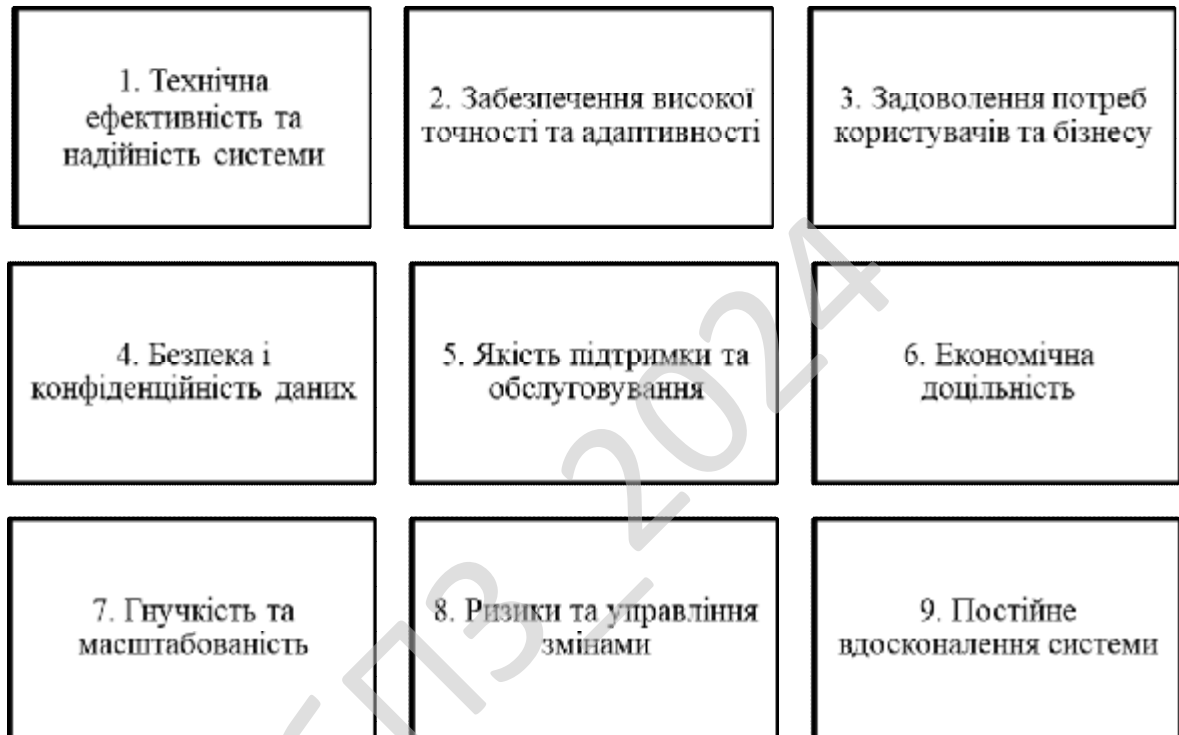 1. Технічна
ефективність та
надійність системи
2. Забезпечення високої
точності та адаптивності
3. Задоволення потреб
користувачів та бізнесу
4. Безпека і
конфіденційність даних
5. Якість підтримки та
обслуговування
6. Економічна
доцільність
7. Гнучкість та
масштабованість
8. Ризики та управління
змінами
9. Постійне
вдосконалення системи
ПЗ_2024